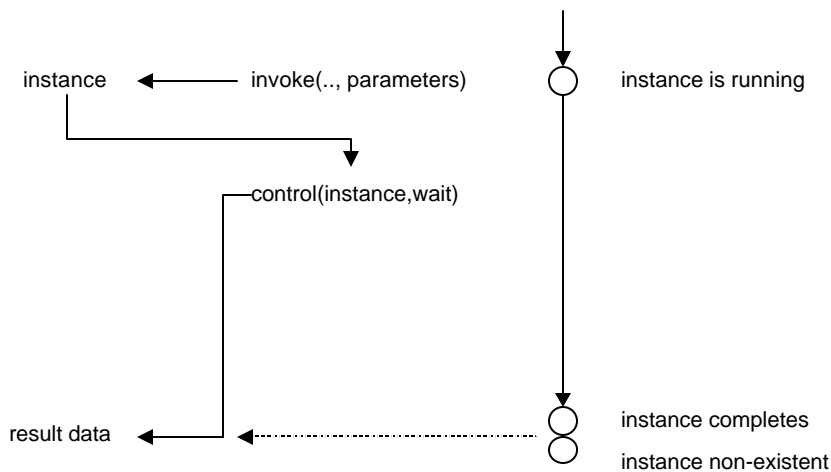 instance
invoke(.., parameters)
instance is running
control(instance,wait)
instance completes
result data
instance non-existent